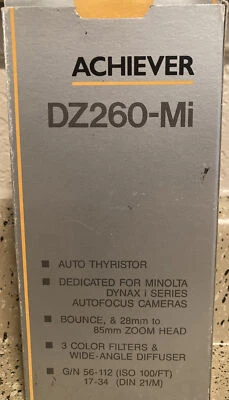 ACHIEVER
DZ260-Mi
■ AUTO THYRISTOR
■ DEDICATED FOR MINOLTA
DYNAX i SERIES
AUTOFOCUS CAMERAS
■ BOUNCE, & 28mm to
85mm ZOOM HEAD
■ 3 COLOR FILTERS &
WIDE-ANGLE DIFFUSER
■ G/N 56-112 (ISO 100/FT)
17-34 (DIN 21/M)